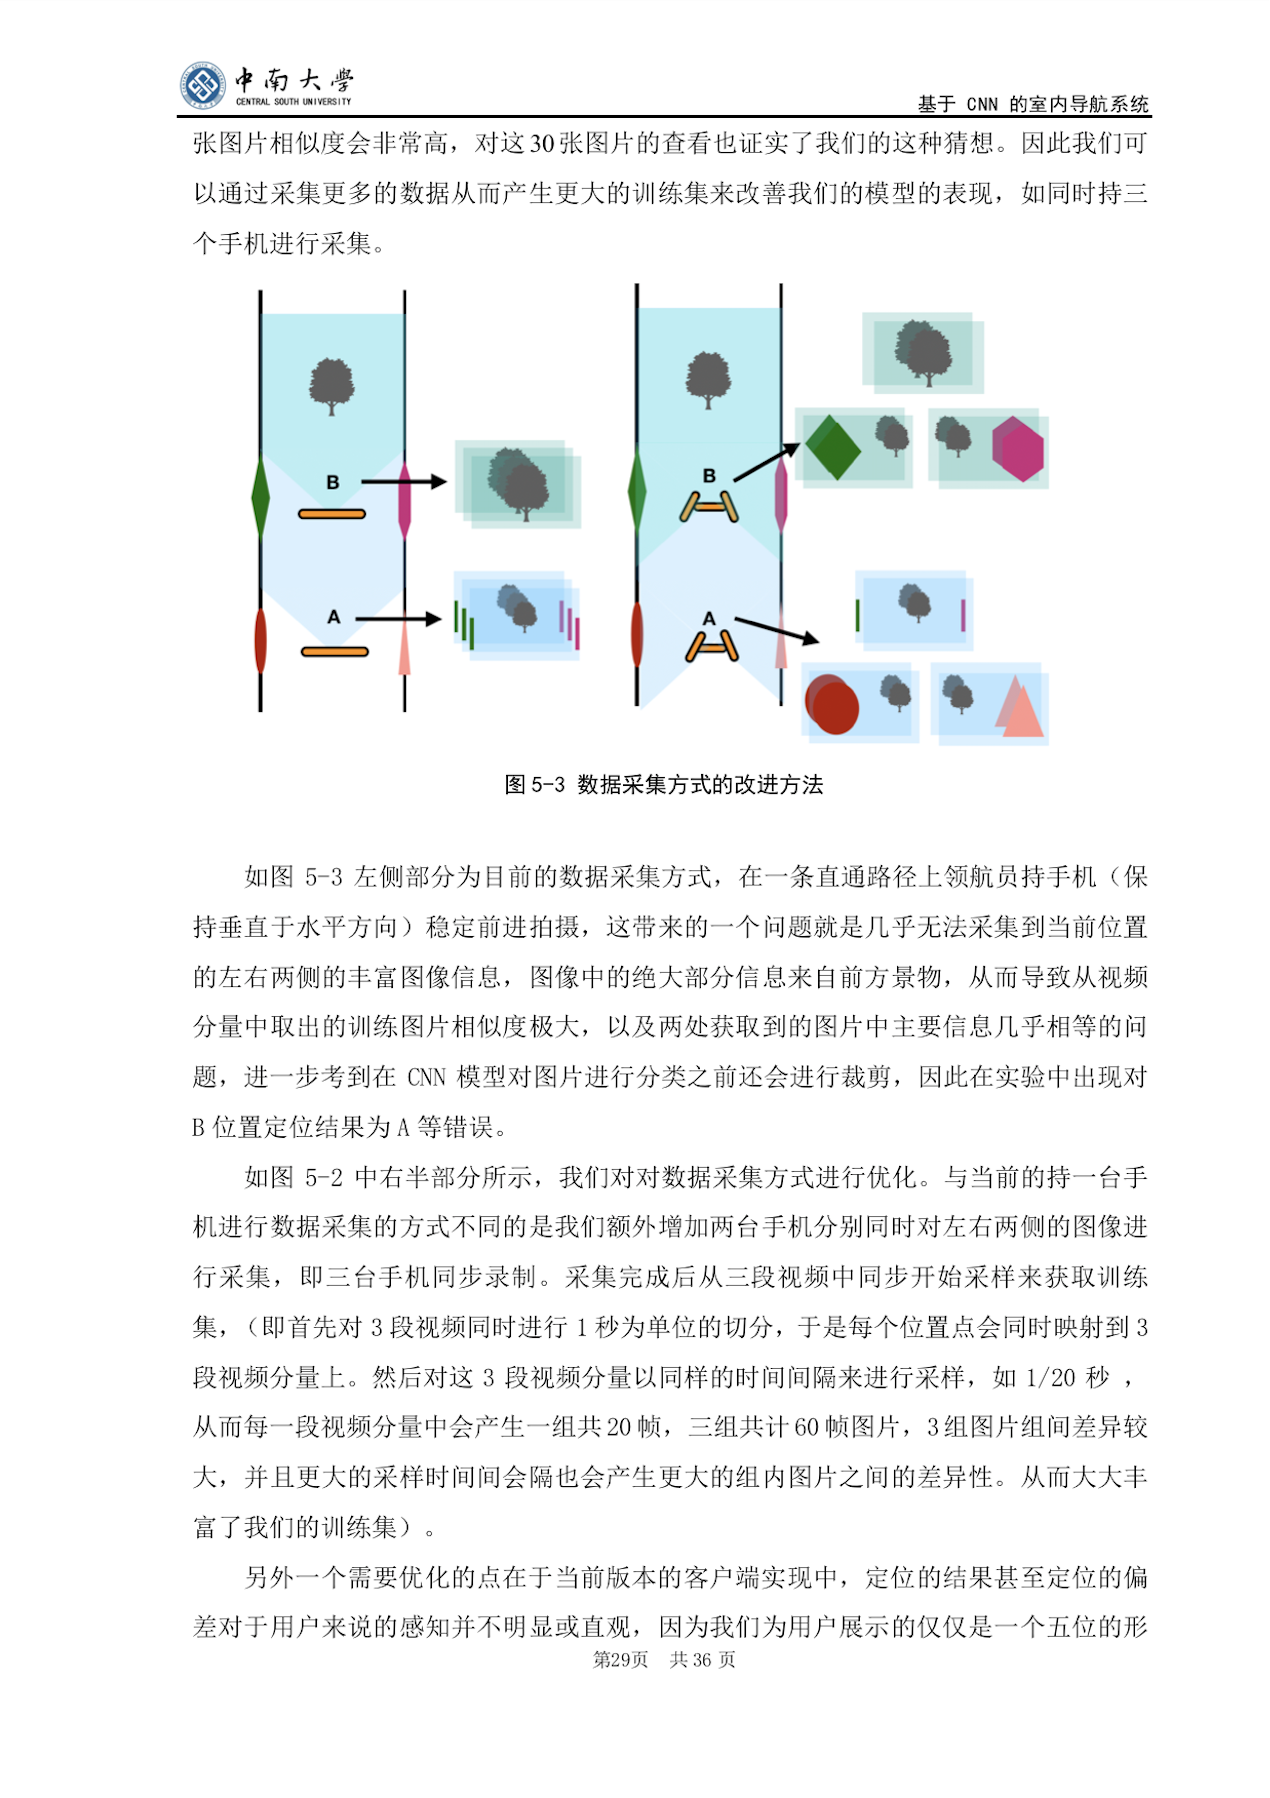 中南大学
CENTRAL SOUTH UNIVERSITY
基于 CNN 的室内导航系统
张图片相似度会非常高，对这30张图片的查看也证实了我们的这种猜想。因此我们可
以通过采集更多的数据从而产生更大的训练集来改善我们的模型的表现，如同时持三
个手机进行采集。
B
A
B
A
图5-3 数据采集方式的改进方法
如图 5-3 左侧部分为目前的数据采集方式，在一条直通路径上领航员持手机（保
持垂直于水平方向）稳定前进拍摄，这带来的一个问题就是几乎无法采集到当前位置
的左右两侧的丰富图像信息，图像中的绝大部分信息来自前方景物，从而导致从视频
分量中取出的训练图片相似度极大，以及两处获取到的图片中主要信息几乎相等的问
题，进一步考到在 CNN 模型对图片进行分类之前还会进行裁剪，因此在实验中出现对
B 位置定位结果为 A 等错误。
如图 5-2 中右半部分所示，我们对对数据采集方式进行优化。与当前的持一台手
机进行数据采集的方式不同的是我们额外增加两台手机分别同时对左右两侧的图像进
行采集，即三台手机同步录制。采集完成后从三段视频中同步开始采样来获取训练
集，（即首先对 3 段视频同时进行 1 秒为单位的切分，于是每个位置点会同时映射到 3
段视频分量上。然后对这 3 段视频分量以同样的时间间隔来进行采样，如 1/20 秒 ，
从而每一段视频分量中会产生一组共 20 帧，三组共计 60 帧图片，3 组图片组间差异较
大，并且更大的采样时间间会隔也会产生更大的组内图片之间的差异性。从而大大丰
富了我们的训练集）。
另外一个需要优化的点在于当前版本的客户端实现中，定位的结果甚至定位的偏
差对于用户来说的感知并不明显或直观，因为我们为用户展示的仅仅是一个五位的形
第29页 共 36 页